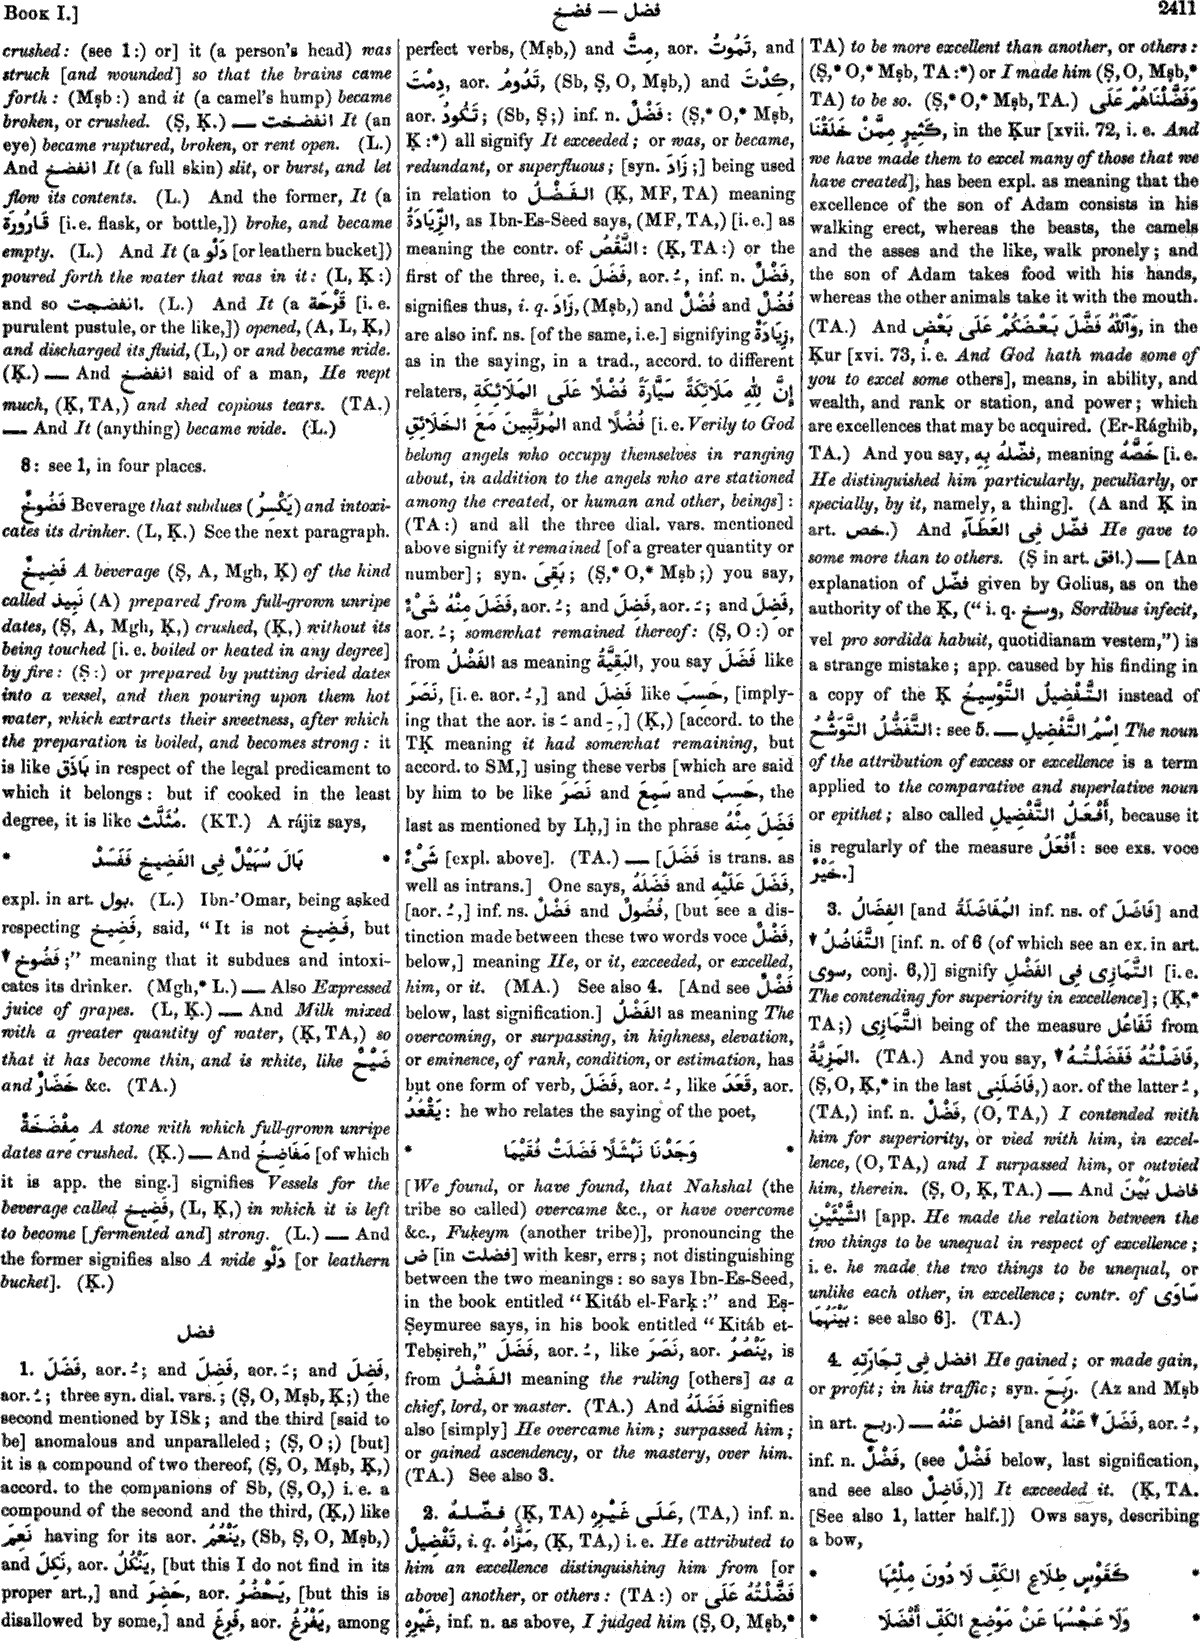 Book I.]
فضل — فضخ
2411
crushed: (see 1:) or] it (a person's head) was
struck [and wounded] so that the brains came
forth: (Mṣb:) and it (a camel's hump) became
broken, or crushed. (Ṣ, Ḳ.) — انفضخت It (an
eye) became ruptured, broken, or rent open. (L.)
And انفضخ It (a full skin) slit, or burst, and let
flow its contents. (L.) And the former, It (a
قَارُورَة [i.e. flask, or bottle,]) broke, and became
empty. (L.) And It (a دَلْو [or leathern bucket])
poured forth the water that was in it: (L, Ḳ:)
and so انفضجت. (L.) And It (a قَرْحَة [i. e.
purulent pustule, or the like,]) opened, (A, L, Ḳ,)
and discharged its fluid, (L,) or and became wide.
(Ḳ.) — And انفضخ said of a man, He wept
much, (Ḳ, TA,) and shed copious tears. (TA.)
— And It (anything) became wide. (L.)
8: see 1, in four places.
فَضُوخٌ Beverage that subdues (يَكْسِرُ) and intoxi-
cates its drinker. (L, Ḳ.) See the next paragraph.
فَضِيخٌ A beverage (Ṣ, A, Mgh, Ḳ) of the kind
called نَبِيذ (A) prepared from full-grown unripe
dates, (Ṣ, A, Mgh, Ḳ,) crushed, (Ḳ,) without its
being touched [i. e. boiled or heated in any degree]
by fire: (Ṣ:) or prepared by putting dried dates
into a vessel, and then pouring upon them hot
water, which extracts their sweetness, after which
the preparation is boiled, and becomes strong: it
is like بَاذَق in respect of the legal predicament to
which it belongs: but if cooked in the least
degree, it is like مُثَلَّث. (KT.) A rájiz says,
* بَالَ سُهَيْلٌ فِى الفَضِيخِ فَفَسَدْ *
expl. in art. بول. (L.) Ibn-'Omar, being asked
respecting فَضِيخ, said, "It is not فَضِيخ, but
▼ فَضُوخ;" meaning that it subdues and intoxi-
cates its drinker. (Mgh,* L.) — Also Expressed
juice of grapes. (L, Ḳ.) — And Milk mixed
with a greater quantity of water, (Ḳ, TA,) so
that it has become thin, and is white, like ضَيْحٌ
and خَضَارٌ &c. (TA.)
مِفْضَخَةٌ A stone with which full-grown unripe
dates are crushed. (Ḳ.) — And مَفَاضِخُ [of which
it is app. the sing.] signifies Vessels for the
beverage called فَضِيخ, (L, Ḳ,) in which it is left
to become [fermented and] strong. (L.) — And
the former signifies also A wide دَلْو [or leathern
bucket]. (Ḳ.)
فضل
1. فَضَلَ, aor. ـُ; and فَضِلَ, aor. ـَ; and فَضِلَ,
aor. ـُ; three syn. dial. vars.; (Ṣ, O, Mṣb, Ḳ;) the
second mentioned by ISk; and the third [said to
be] anomalous and unparalleled; (Ṣ, O;) [but]
it is a compound of two thereof, (Ṣ, O, Mṣb, Ḳ,)
accord. to the companions of Sb, (Ṣ, O,) i. e. a
compound of the second and the third, (Ḳ,) like
نَعِمَ having for its aor. يَنْعُمُ, (Sb, Ṣ, O, Mṣb,)
and نَكِلَ, aor. يَنْكُلُ, [but this I do not find in its
proper art.,] and حَضِرَ, aor. يَحْضُرُ, [but this is
disallowed by some,] and فَرِغَ, aor. يَفْرُغُ, among
perfect verbs, (Mṣb,) and مِتَّ, aor. تَمُوتُ, and
دِمْتَ, aor. تَدُومُ, (Sb, Ṣ, O, Mṣb,) and كِدْتَ,
aor. تَكُودُ; (Sb, Ṣ;) inf. n. فَضْلٌ: (Ṣ,* O,* Mṣb,
Ḳ:*) all signify It exceeded; or was, or became,
redundant, or superfluous; [syn. زَادَ;] being used
in relation to الفَضْلُ (Ḳ, MF, TA) meaning
الزِّيَادَةُ, as Ibn-Es-Seed says, (MF, TA,) [i. e.] as
meaning the contr. of النَّقْصُ: (Ḳ, TA:) or the
first of the three, i. e. فَضَلَ, aor. ـُ, inf. n. فَضْلٌ,
signifies thus, i. q. زَادَ, (Mṣb,) and فَضْلٌ and فُضُلٌ
are also inf. ns. [of the same, i.e.] signifying زِيَادَةٌ,
as in the saying, in a trad., accord. to different
relaters, إِنَّ لِلّٰهِ مَلَائِكَةً سَيَّارَةً فُضْلًا عَلَى المَلَائِكَةِ
المُرَتَّبِينَ مَعَ الخَلَائِقِ and فُضُلًا [i. e. Verily to God
belong angels who occupy themselves in ranging
about, in addition to the angels who are stationed
among the created, or human and other, beings]:
(TA:) and all the three dial. vars. mentioned
above signify it remained [of a greater quantity or
number]; syn. بَقِىَ; (Ṣ,* O,* Mṣb;) you say,
فَضَلَ مِنْهُ شَىْءٌ, aor. ـُ; and فَضِلَ, aor. ـَ; and فَضِلَ,
aor. ـُ; somewhat remained thereof: (Ṣ, O:) or
from الفَضْلُ as meaning البَقِيَّةُ, you say فَضَلَ like
نَصَرَ, [i. e. aor. ـُ,] and فَضِلَ like حَسِبَ, [imply-
ing that the aor. is ـَ and ـِ,] (Ḳ,) [accord. to the
TḲ meaning it had somewhat remaining, but
accord. to SM,] using these verbs [which are said
by him to be like نَصَرَ and سَمِعَ and حَسِبَ, the
last as mentioned by Lḥ,] in the phrase فَضَلَ مِنْهُ
شَىْءٌ [expl. above]. (TA.) — [فَضَلَ is trans. as
well as intrans.] One says, فَضَلَهُ and فَضَلَ عَلَيْهِ,
[aor. ـُ,] inf. ns. فَضْلٌ and فُضُولٌ, [but see a dis-
tinction made between these two words voce فَضْلٌ
below,] meaning He, or it, exceeded, or excelled,
him, or it. (MA.) See also 4. [And see فَضْلٌ
below, last signification.] الفَضْلُ as meaning The
overcoming, or surpassing, in highness, elevation,
or eminence, of rank, condition, or estimation, has
but one form of verb, فَضَلَ, aor. ـُ, like قَعَدَ, aor.
يَقْعُدُ: he who relates the saying of the poet,
* وَجَدْنَا نَهْشَلًا فَضَلَتْ فُقَيْمَا *
[We found, or have found, that Nahshal (the
tribe so called) overcame &c., or have overcome
&c., Fuḳeym (another tribe)], pronouncing the
ض [in فضلت] with kesr, errs; not distinguishing
between the two meanings: so says Ibn-Es-Seed,
in the book entitled "Kitáb el-Farḳ:" and Eṣ-
Ṣeymuree says, in his book entitled "Kitáb et-
Tebṣireh," فَضَلَ, aor. ـُ, like نَصَرَ, aor. يَنْصُرُ, is
from الفَضْلُ meaning the ruling [others] as a
chief, lord, or master. (TA.) And فَضَلَهُ signifies
also [simply] He overcame him; surpassed him;
or gained ascendency, or the mastery, over him.
(TA.) See also 3.
2. فضّلهُ (Ḳ, TA) عَلَى غَيْرِهِ, (TA,) inf. n.
تَفْضِيلٌ, i. q. مَزَّاهُ, (Ḳ, TA,) i. e. He attributed to
him an excellence distinguishing him from [or
above] another, or others: (TA:) or فَضَّلْتُهُ عَلَى
غَيْرِهِ, inf. n. as above, I judged him (Ṣ, O, Mṣb,*
TA) to be more excellent than another, or others:
(Ṣ,* O,* Mṣb, TA:*) or I made him (Ṣ, O, Mṣb,*
TA) to be so. (Ṣ,* O,* Mṣb, TA.) وَفَضَّلْنَاهُمْ عَلَى
كَثِيرٍ مِمَّنْ خَلَقْنَا, in the Ḳur [xvii. 72, i. e. And
we have made them to excel many of those that we
have created], has been expl. as meaning that the
excellence of the son of Adam consists in his
walking erect, whereas the beasts, the camels
and the asses and the like, walk pronely; and
the son of Adam takes food with his hands,
whereas the other animals take it with the mouth.
(TA.) And وَٱللّٰهُ فَضَّلَ بَعْضَكُمْ عَلَى بَعْضٍ, in the
Ḳur [xvi. 73, i. e. And God hath made some of
you to excel some others], means, in ability, and
wealth, and rank or station, and power; which
are excellences that may be acquired. (Er-Rághib,
TA.) And you say, فضّلهُ بِهِ, meaning خَصَّهُ [i. e.
He distinguished him particularly, peculiarly, or
specially, by it, namely, a thing]. (A and Ḳ in
art. خص.) And فضّل فِى العَطَآءِ He gave to
some more than to others. (Ṣ in art. افق.) — [An
explanation of فضّل given by Golius, as on the
authority of the Ḳ, ("i. q. وسخ, Sordibus infecit,
vel pro sordida habuit, quotidianam vestem,") is
a strange mistake; app. caused by his finding in
a copy of the Ḳ التَّفْضِيلُ التَّوْسِيخُ instead of
التَّفَضُّلُ التَّوَشُّحُ: see 5. — اِسْمُ التَّفْضِيلِ The noun
of the attribution of excess or excellence is a term
applied to the comparative and superlative noun
or epithet; also called أَفْعَلُ التَّفْضِيلِ, because it
is regularly of the measure أَفْعَلُ: see exs. voce
خَيْرٌ.]
3. الفِضَالُ [and المُفَاضَلَةُ inf. ns. of فَاضَلَ] and
▼ التَّفَاضُلُ [inf. n. of 6 (of which see an ex. in art.
سوى, conj. 6,)] signify التَّمَازِى فِى الفَضْلِ [i. e.
The contending for superiority in excellence]; (Ḳ,*
TA;) التَّمَازِى being of the measure تَفَاعُل from
المَزِيَّةُ. (TA.) And you say, ▼ فَاضَلْتُهُ فَفَضَلْتُهُ,
(Ṣ, O, Ḳ,* in the last فَاضَلَنِى,) aor. of the latter ـُ,
(TA,) inf. n. فَضْلٌ, (O, TA,) I contended with
him for superiority, or vied with him, in excel-
lence, (O, TA,) and I surpassed him, or outvied
him, therein. (Ṣ, O, Ḳ, TA.) — And فاضل بَيْنَ
الشَّيْئَيْنِ [app. He made the relation between the
two things to be unequal in respect of excellence;
i. e. he made the two things to be unequal, or
unlike each other, in excellence; contr. of سَاوَى
بَيْنَهُمَا: see also 6]. (TA.)
4. افضل فِى تِجَارَتِهِ He gained; or made gain,
or profit; in his traffic; syn. رَبِحَ. (Az and Mṣb
in art. ربح.) — افضل عَنْهُ [and عَنْهُ ▼ فَضَلَ, aor. ـُ,
inf. n. فَضْلٌ, (see فَضْلٌ below, last signification,
and see also فَاضِلٌ,)] It exceeded it. (Ḳ, TA.
[See also 1, latter half.]) Ows says, describing
a bow,
* كَتُومٌ طِلَاعِ الكَفِّ لَا دُونَ مِلْئِهَا *
* وَلَا عَجْسُهَا عَنْ مَوْضِعِ الكَفِّ أَفْضَلَا *